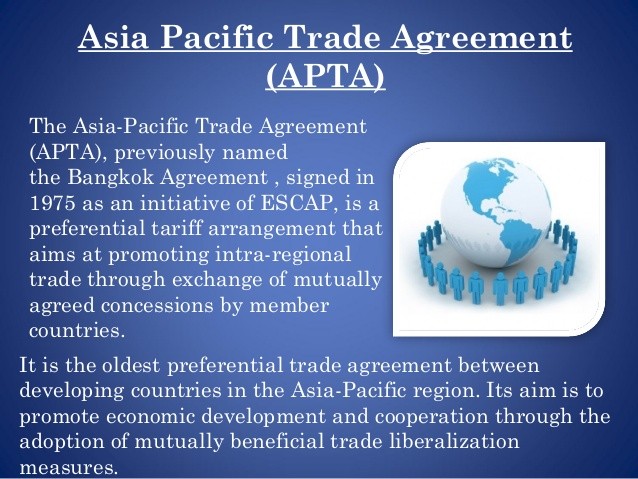 Asia Pacific Trade Agreement
(APTA)
The Asia-Pacific Trade Agreement
(APTA), previously named
the Bangkok Agreement , signed in
1975 as an initiative of ESCAP, is a
preferential tariff arrangement that
aims at promoting intra-regional
trade through exchange of mutually
agreed concessions by member
countries.
It is the oldest preferential trade agreement between
developing countries in the Asia-Pacific region. Its aim is to
promote economic development and cooperation through the
adoption of mutually beneficial trade liberalization
measures.